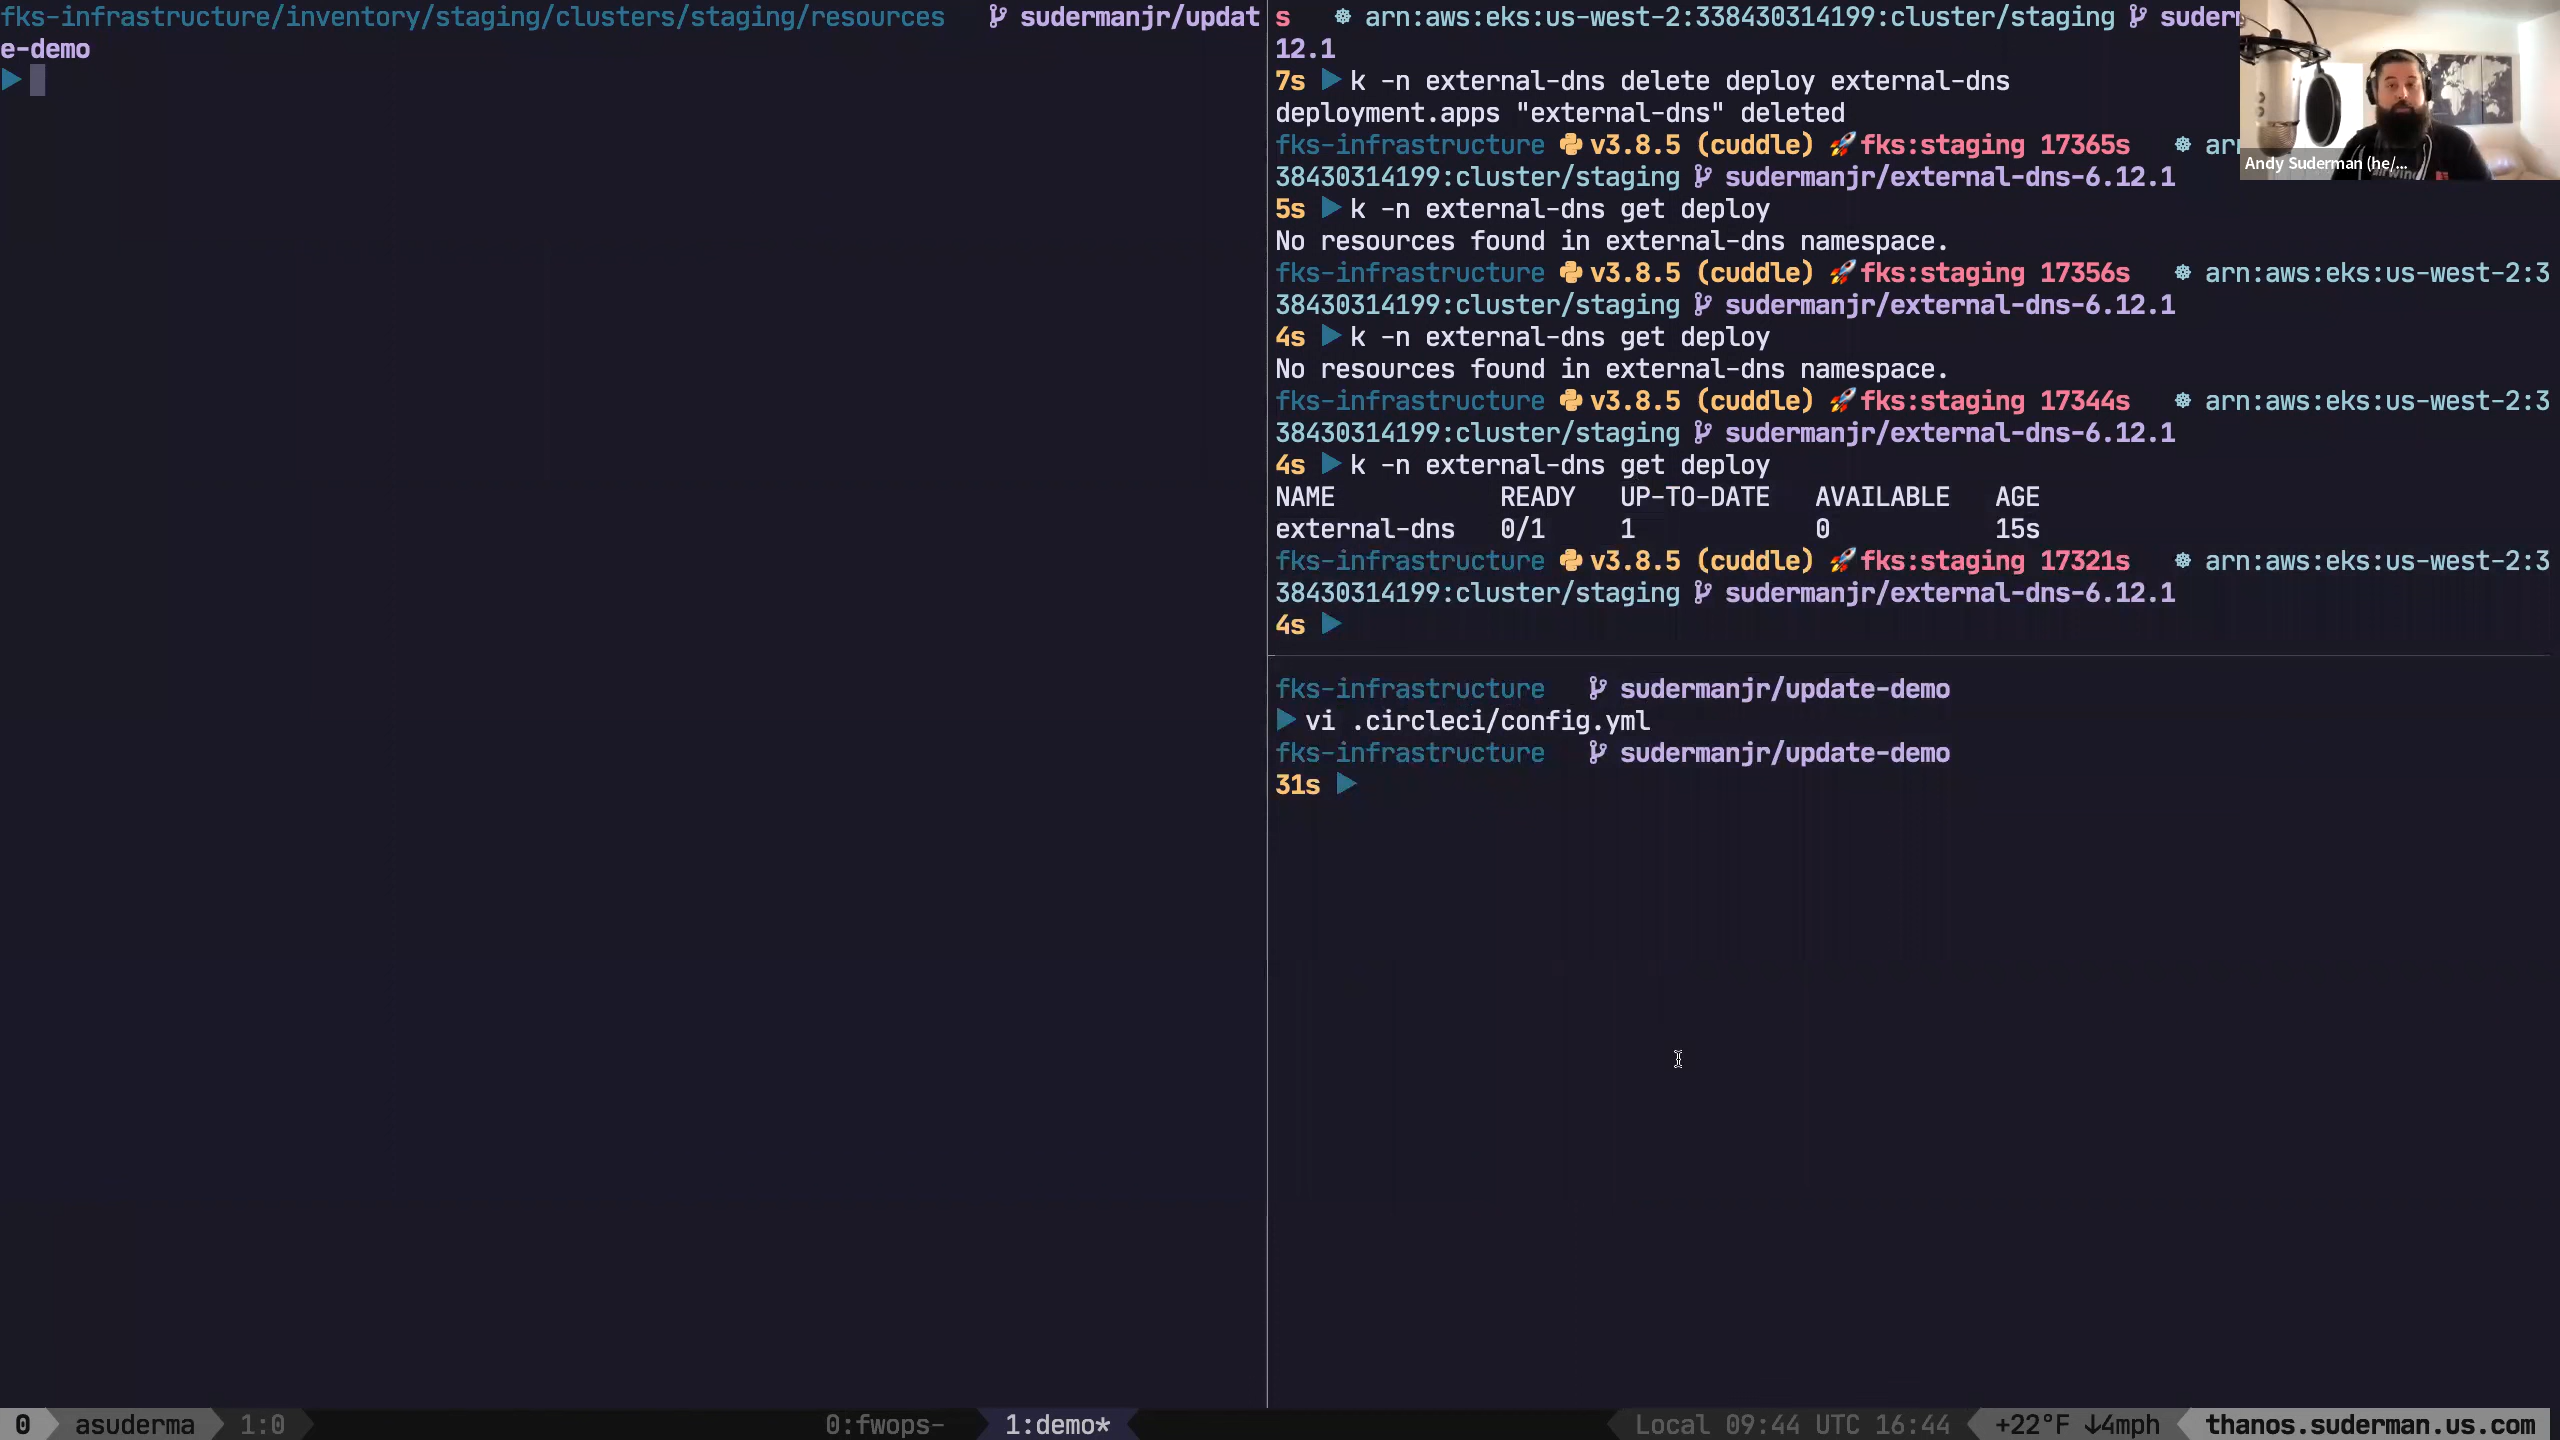 fks-infrastructure/inventory/staging/clusters/staging/resources sudermanjr/updat
e-demo
s arn:aws:eks:us-west-2:338430314199:cluster/staging
12.1
7s k -n external-dns delete deploy external-dns
deployment.apps "external-dns" deleted
fks-infrastructure v3.8.5 (cuddle) fks:staging 17365s
38430314199:cluster/staging sudermanjr/external-dns-6.12.1
5s k -n external-dns get deploy
No resources found in external-dns namespace.
fks-infrastructure v3.8.5 (cuddle) fks:staging 17356s arn:aws:eks:us-west-2:3
38430314199:cluster/staging sudermanjr/external-dns-6.12.1
4s k -n external-dns get deploy
No resources found in external-dns namespace.
fks-infrastructure v3.8.5 (cuddle) fks:staging 17344s arn:aws:eks:us-west-2:3
38430314199:cluster/staging sudermanjr/external-dns-6.12.1
4s k -n external-dns get deploy
NAME READY UP-TO-DATE AVAILABLE AGE
external-dns 0/1 1 0 15s
fks-infrastructure v3.8.5 (cuddle) fks:staging 17321s arn:aws:eks:us-west-2:3
38430314199:cluster/staging sudermanjr/external-dns-6.12.1
4s
fks-infrastructure sudermanjr/update-demo
vi .circleci/config.yml
fks-infrastructure sudermanjr/update-demo
31s
Andy Suderman (he/...
0 asuderma 1:0 0:fwops- 1:demo* Local 09:44 UTC 16:44 +22°F ↓4mph thanos.suderman.us.com